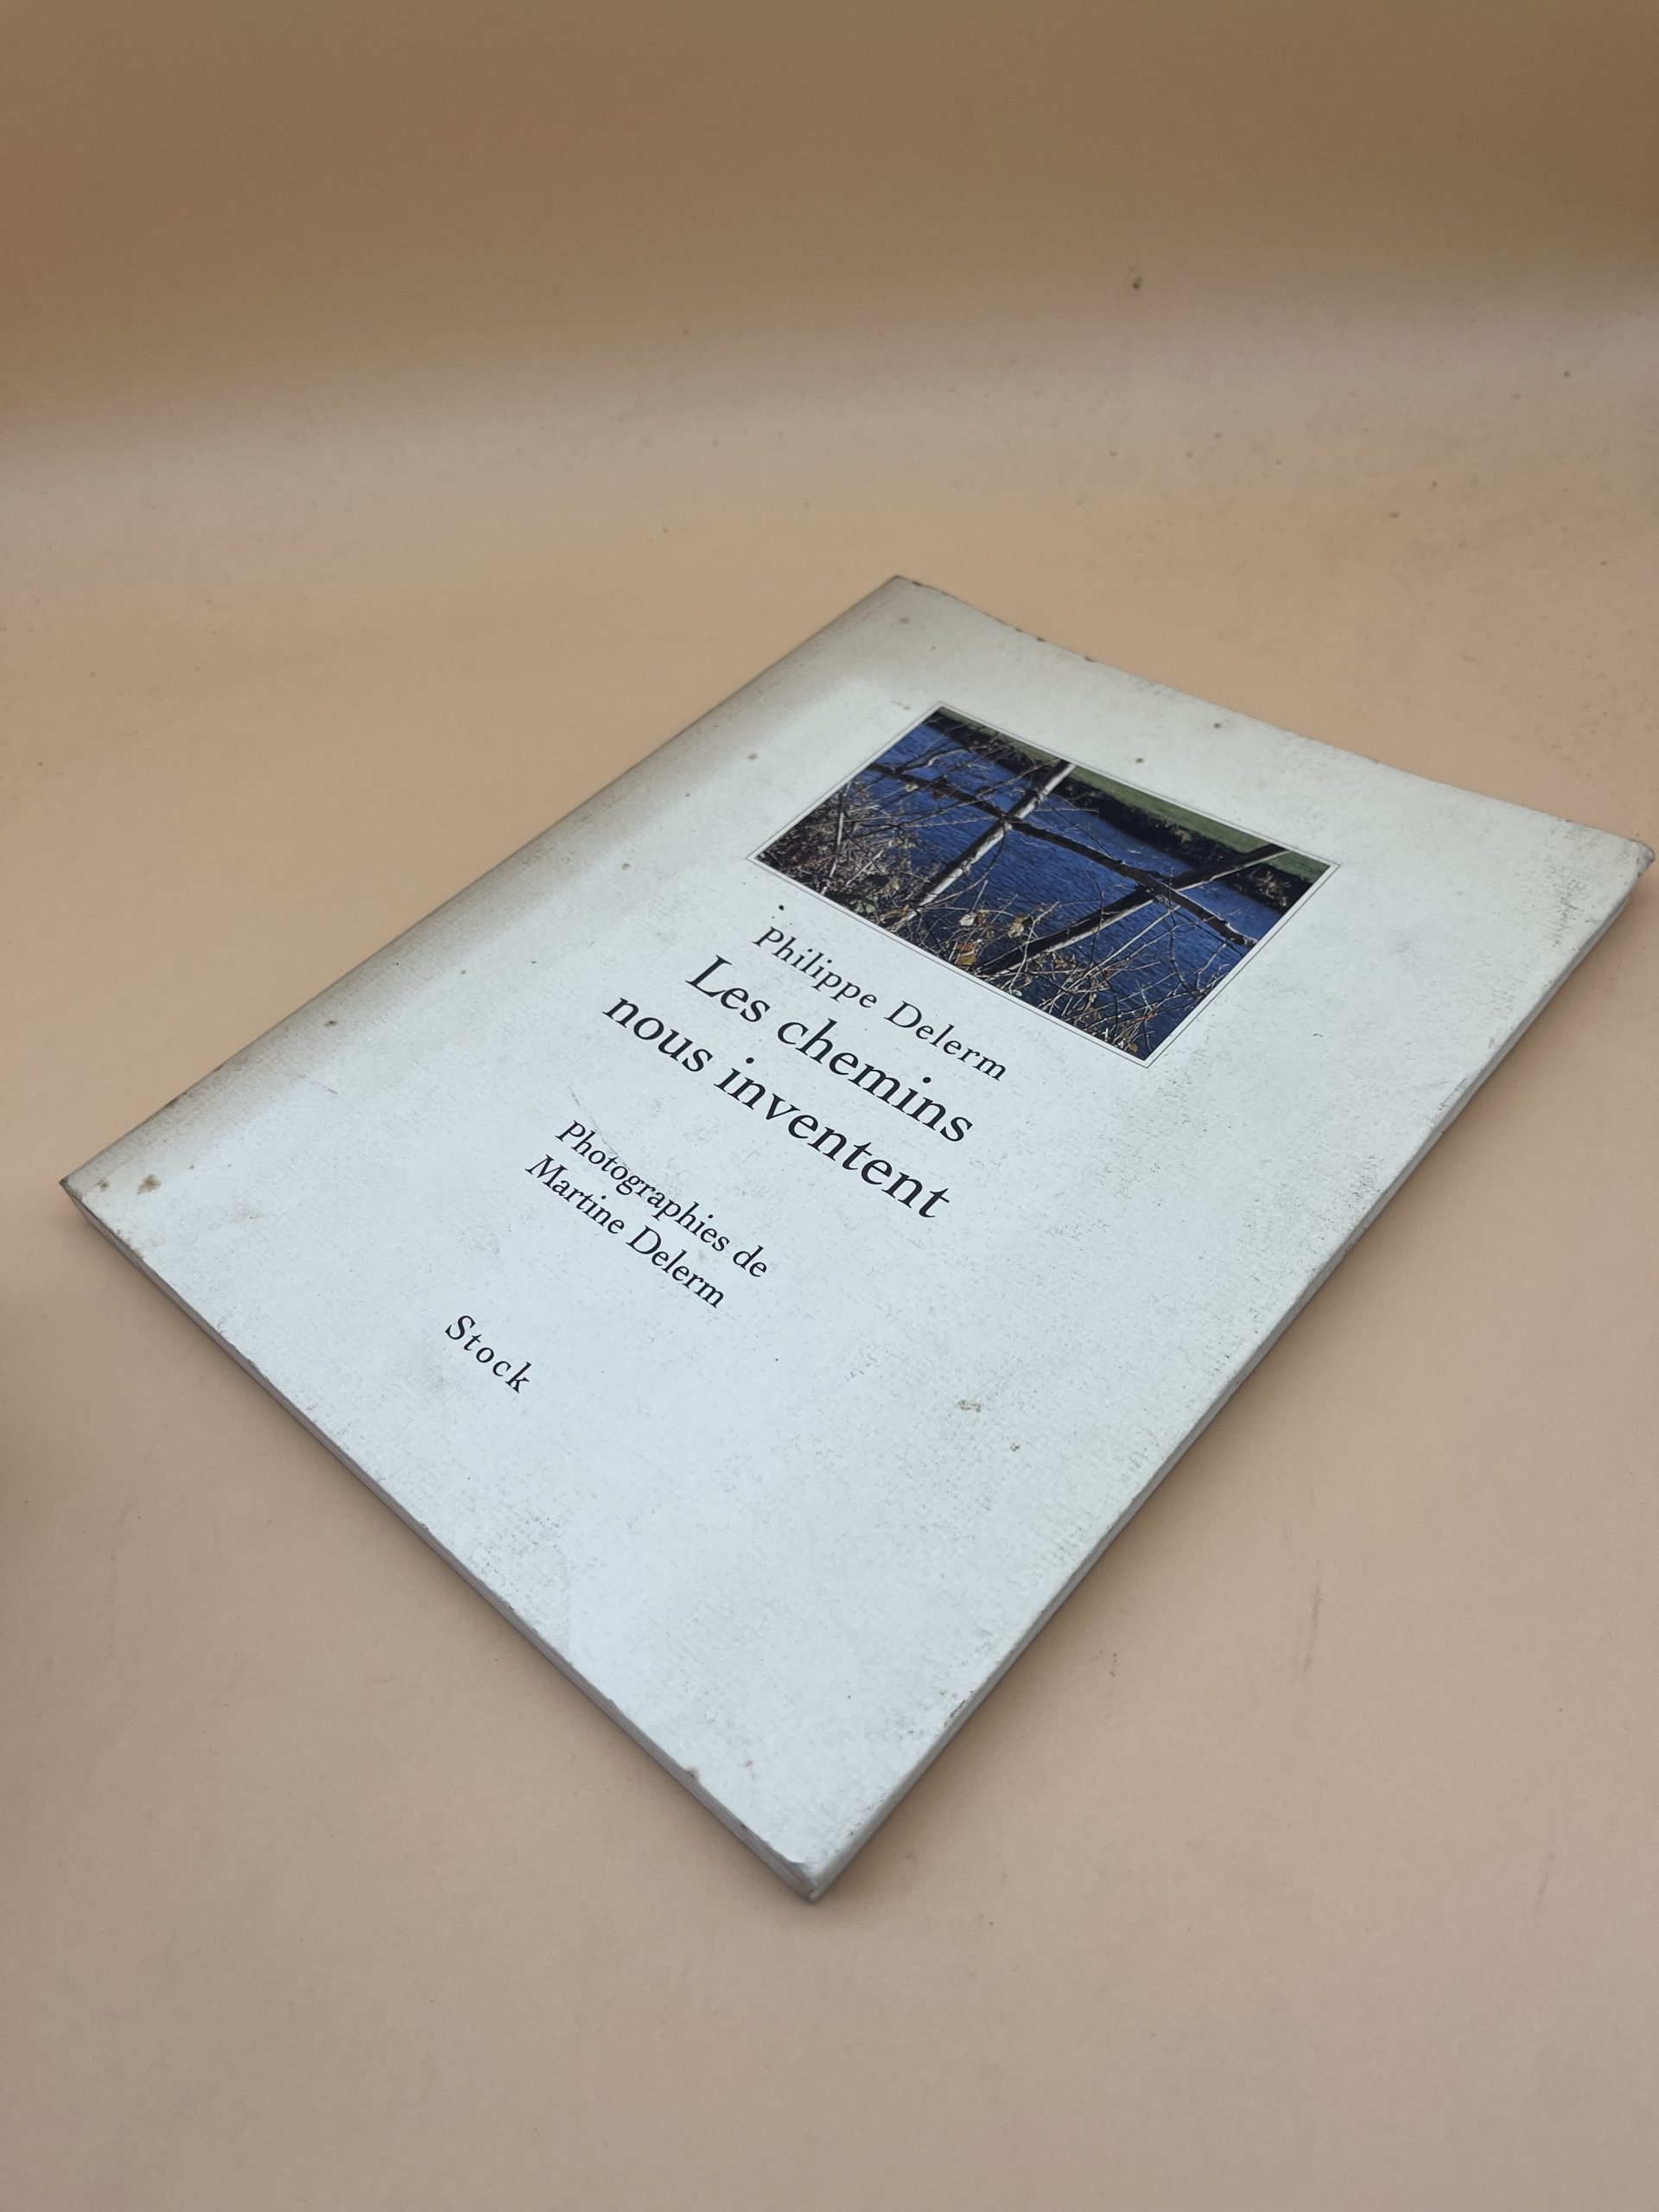 Philippe Delerm
Les chemins
nous inventent
Photographies de
Martine Delerm
Stock